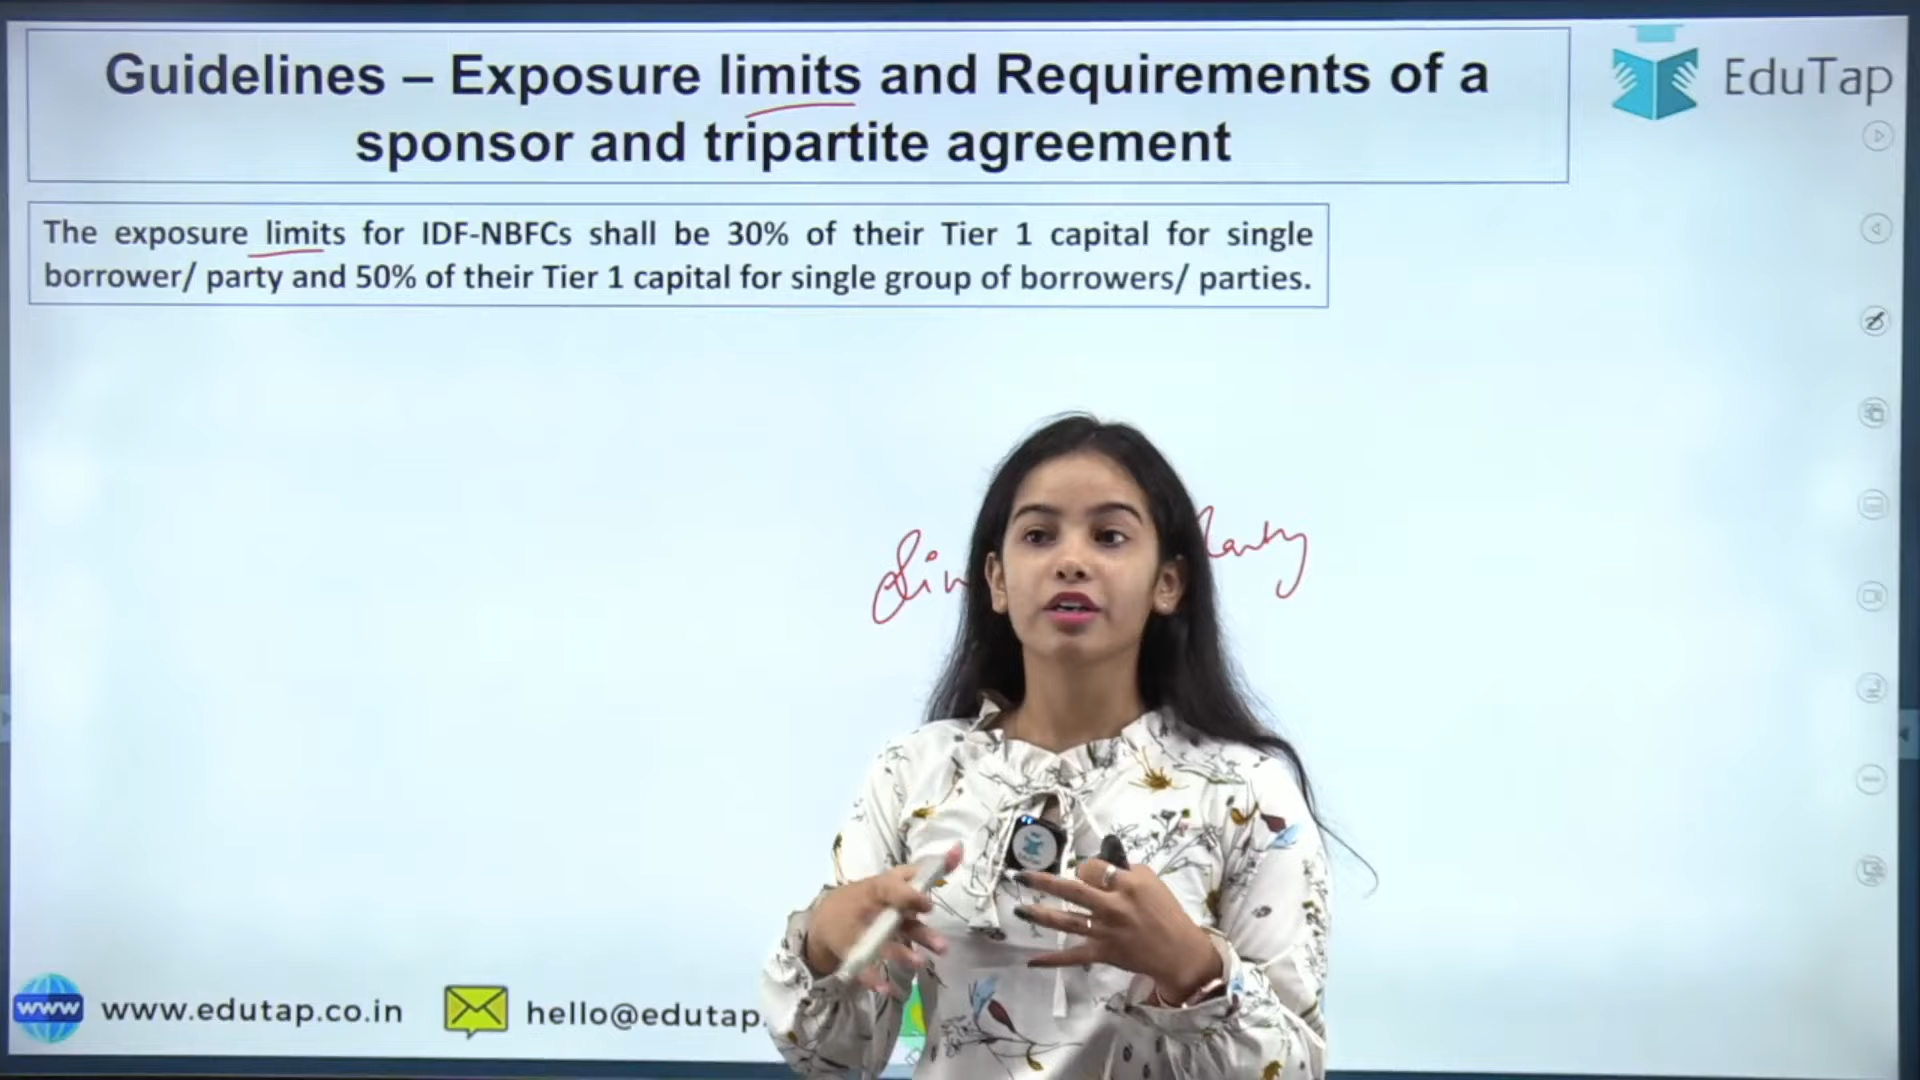 Guidelines – Exposure limits and Requirements of a
sponsor and tripartite agreement
EduTap
The exposure limits for IDF-NBFCs shall be 30% of their Tier 1 capital for single
borrower/ party and 50% of their Tier 1 capital for single group of borrowers/ parties.
www
www.edutap.co.in
hello@edutap.